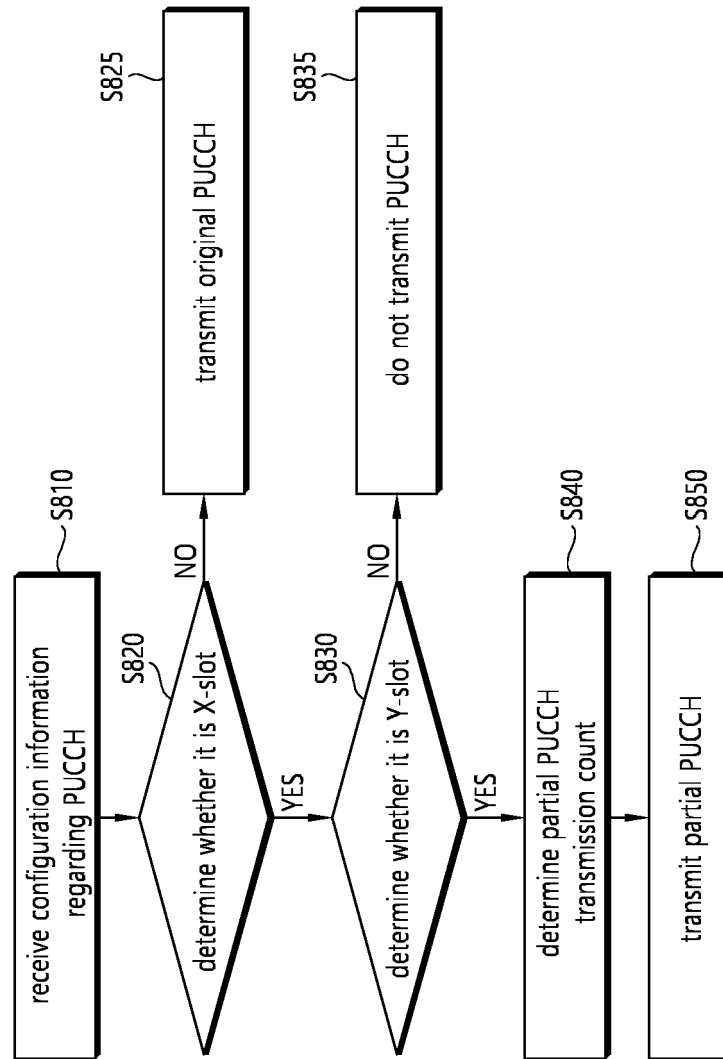 S810
receive configuration information
regarding PUCCH
S820
determine whether it is X-slot
NO
S825
transmit original PUCCH
YES
S830
determine whether it is Y-slot
NO
S835
do not transmit PUCCH
YES
S840
determine partial PUCCH
transmission count
S850
transmit partial PUCCH